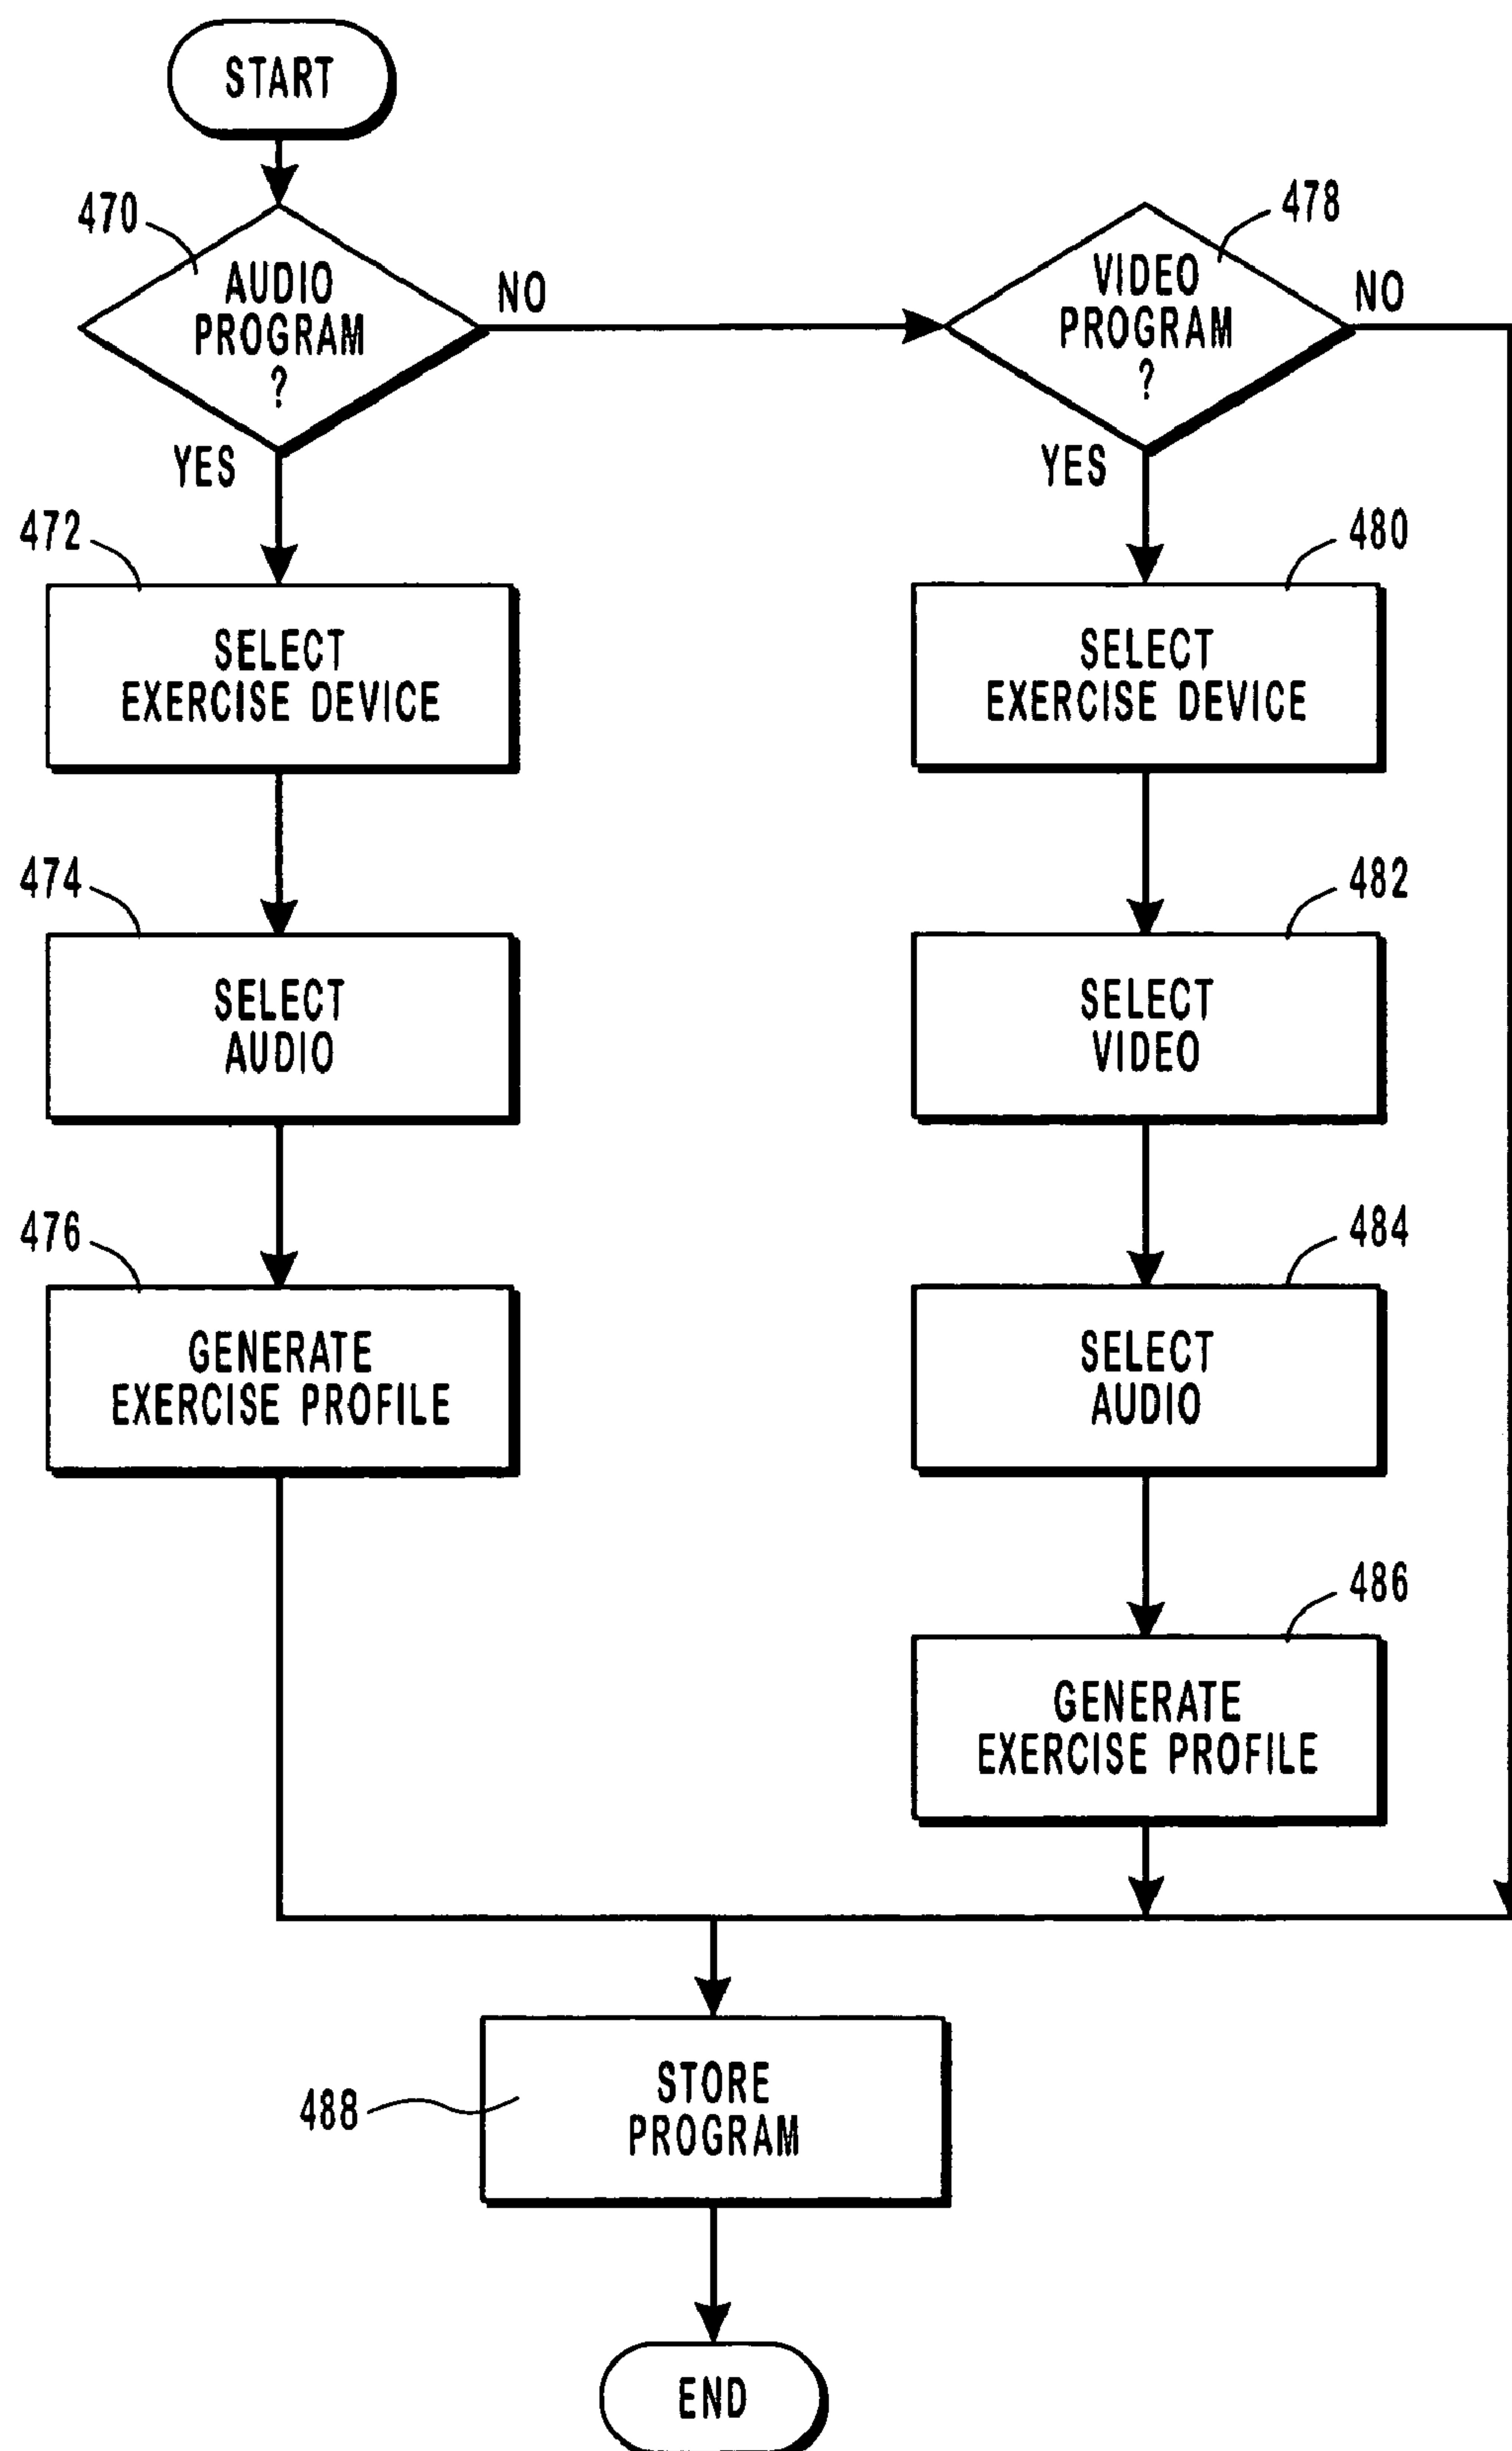 START
470
AUDIO
PROGRAM
?
NO
YES
478
VIDEO
PROGRAM
?
NO
YES
472
SELECT
EXERCISE DEVICE
480
SELECT
EXERCISE DEVICE
474
SELECT
AUDIO
482
SELECT
VIDEO
476
GENERATE
EXERCISE PROFILE
484
SELECT
AUDIO
486
GENERATE
EXERCISE PROFILE
488
STORE
PROGRAM
END